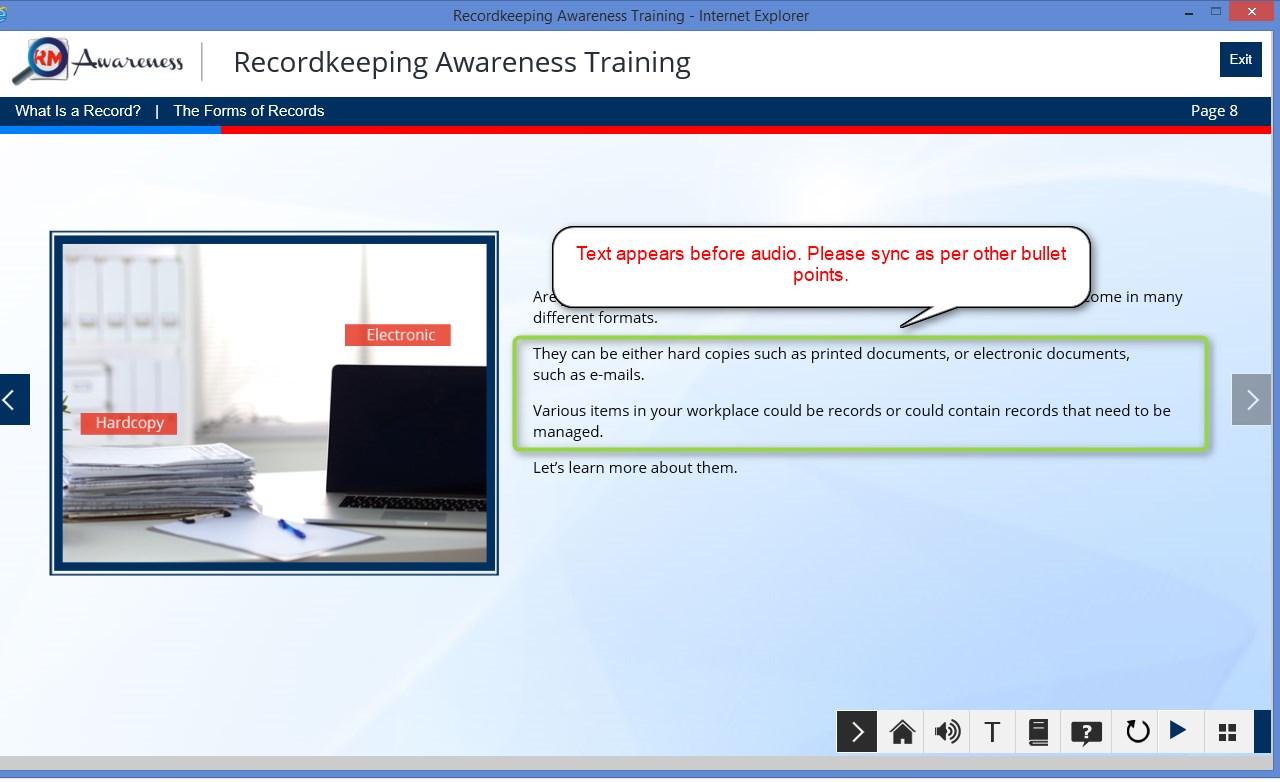 Recordkeeping Awareness Training - Internet Explorer
RM Awareness
Recordkeeping Awareness Training
Exit
What Is a Record? | The Forms of Records
Page 8
Text appears before audio. Please sync as per other bullet
points.
Are
come in many
different formats.
They can be either hard copies such as printed documents, or electronic documents,
such as e-mails.
Various items in your workplace could be records or could contain records that need to be
managed.
Let’s learn more about them.
Electronic
Hardcopy
T
?